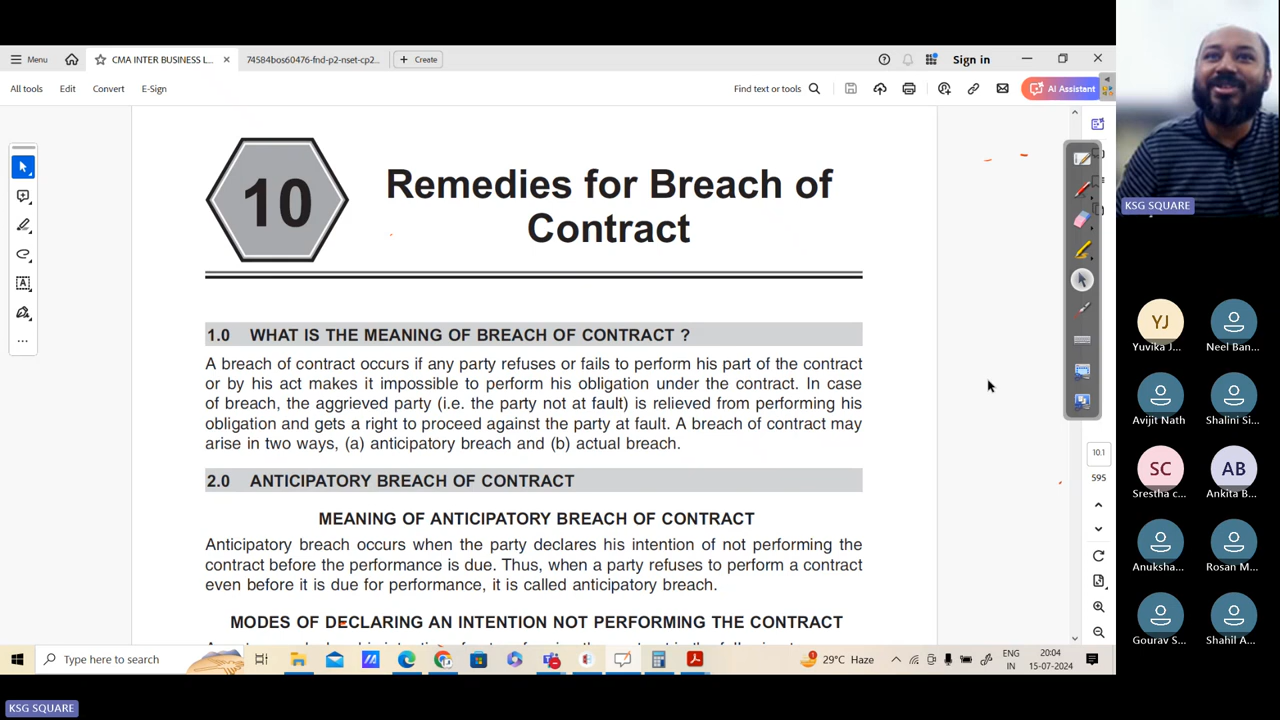 Menu
CMA INTER BUSINESS L...
74584bos60476-fnd-p2-nset-cp2...
Create
Sign in
All tools
Edit
Convert
E-Sign
Find text or tools
AI Assistant
10
Remedies for Breach of
Contract
1.0 WHAT IS THE MEANING OF BREACH OF CONTRACT ?
A breach of contract occurs if any party refuses or fails to perform his part of the contract
or by his act makes it impossible to perform his obligation under the contract. In case
of breach, the aggrieved party (i.e. the party not at fault) is relieved from performing his
obligation and gets a right to proceed against the party at fault. A breach of contract may
arise in two ways, (a) anticipatory breach and (b) actual breach.
2.0 ANTICIPATORY BREACH OF CONTRACT
MEANING OF ANTICIPATORY BREACH OF CONTRACT
Anticipatory breach occurs when the party declares his intention of not performing the
contract before the performance is due. Thus, when a party refuses to perform a contract
even before it is due for performance, it is called anticipatory breach.
MODES OF DECLARING AN INTENTION NOT PERFORMING THE CONTRACT
10.1
595
Type here to search
29°C Haze
ENG
IN
20:04
15-07-2024
KSG SQUARE
YJ
Yuvika J...
Neel Ban...
Avijit Nath
Shalini Si...
SC
AB
Srestha c...
Ankita B...
Anuksha...
Rosan M...
Gourav S...
Shahil A...
KSG SQUARE